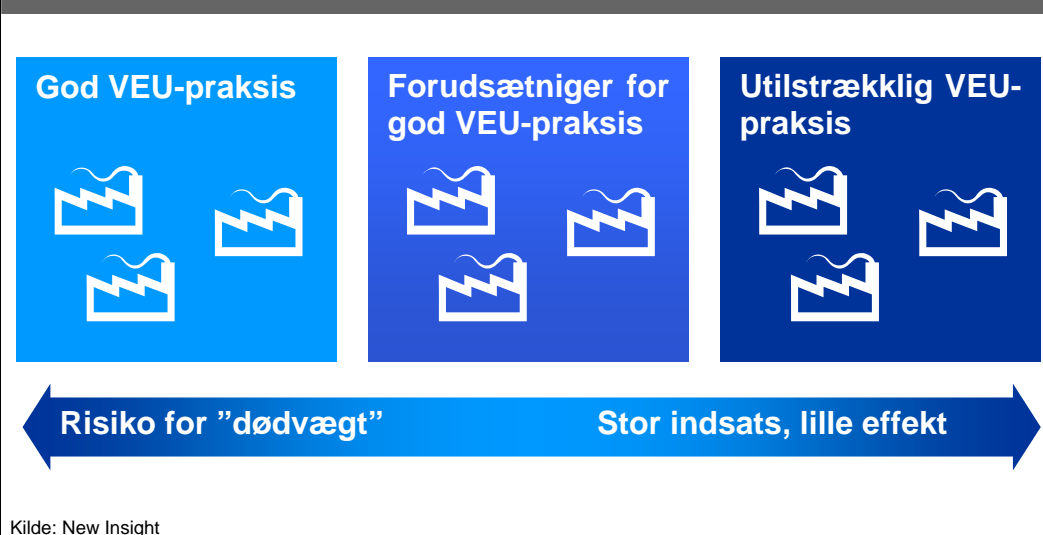 God VEU-praksis
Forudsætniger for
god VEU-praksis
Utilstrækklig VEU-
praksis
Risiko for ”dødvægt”
Stor indsats, lille effekt
Kilde: New Insight